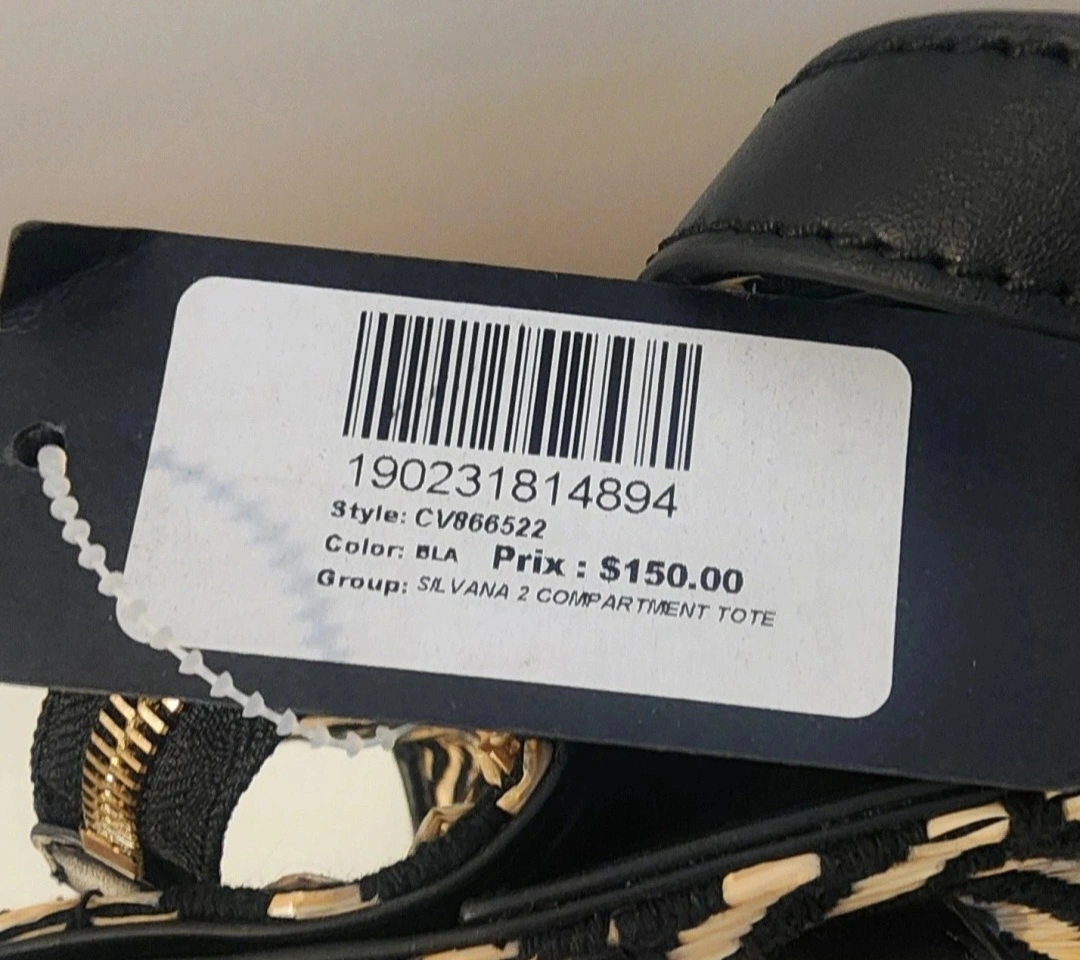 190231814894
Style: CV866522
Color: BLA Prix : $150.00
Group: SILVANA 2 COMPARTMENT TOTE